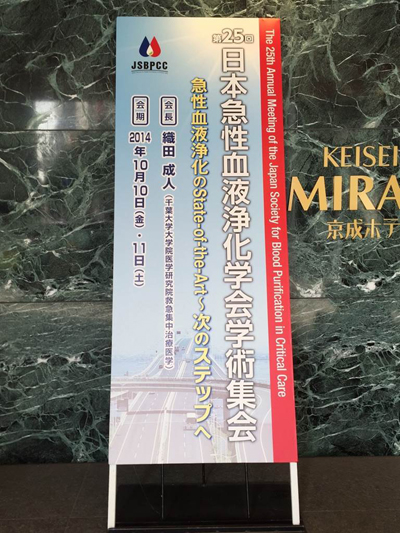 The 25th Annual Meeting of the Japan Society for Blood Purification in Critical Care
第25回
日本急性血液浄化学会学術集会
急性血液浄化のState-of-the-Art～次のステップへ
会長 織田 成人 (千葉大学大学院医学研究院救急集中治療医学)
会期 2014年10月10日(金)・11日(土)
JSBPCC
KEISEI
MIRA
京成ホテ